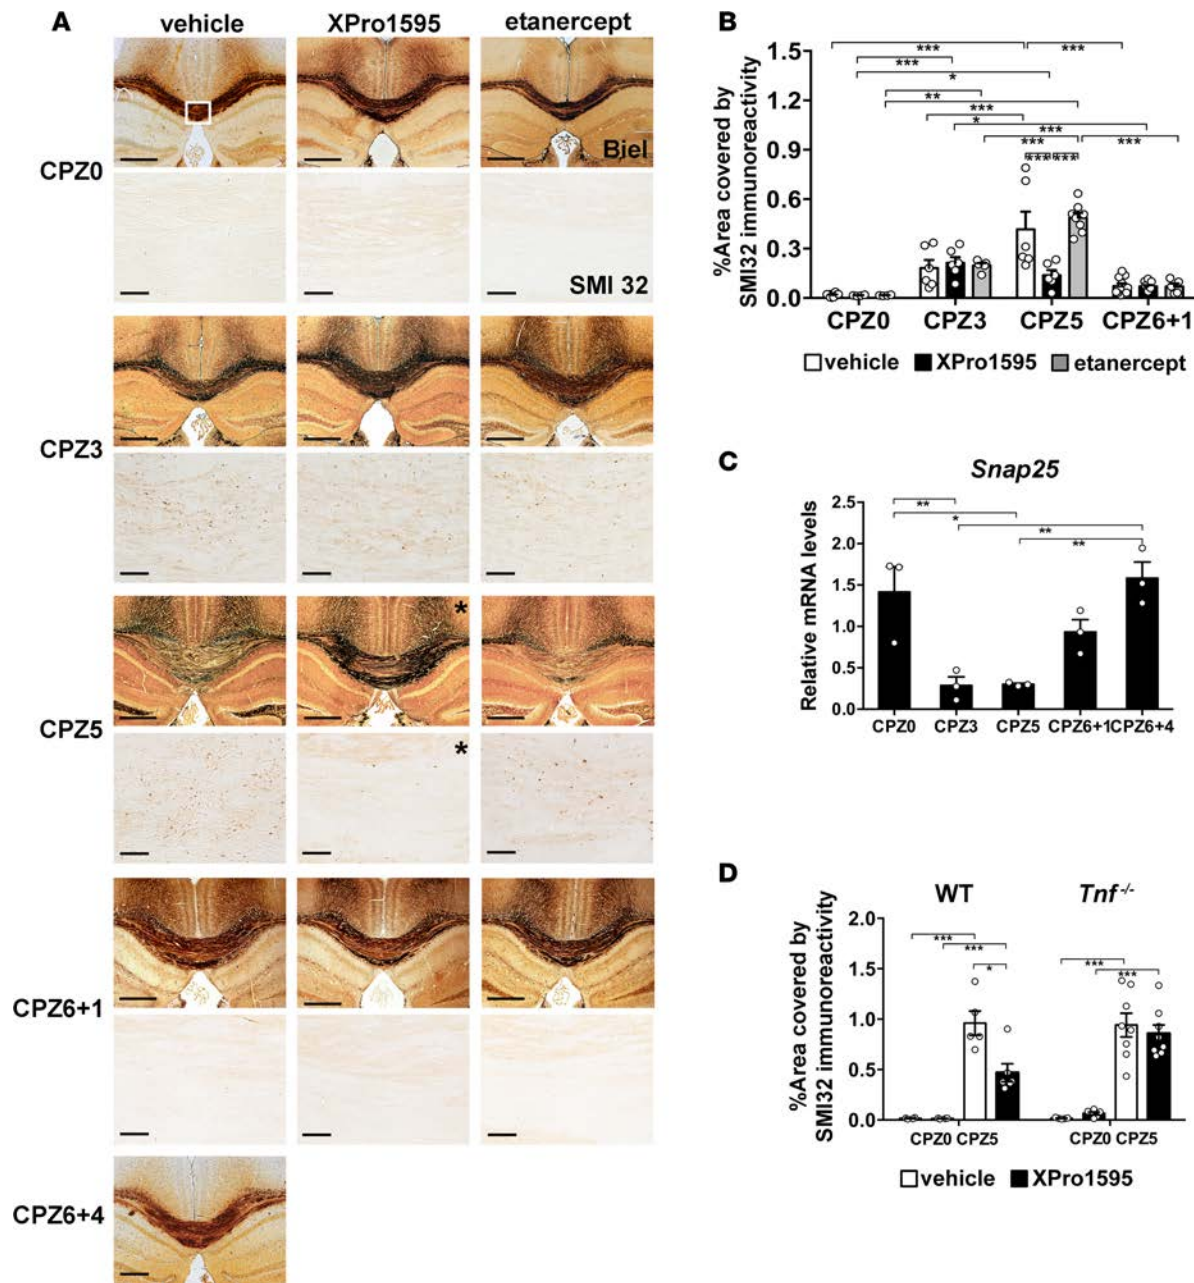 A
vehicle XPro1595 etanercept
CPZ0
Biel
SMI 32
CPZ3
CPZ5
*
*
CPZ6+1
CPZ6+4
B
%Area covered by
SMI32 immunoreactivity
1.5
1.2
0.9
0.6
0.3
0.0
*** ***
***
*
**
***
*
***
*** ***
*** ***
CPZ0 CPZ3 CPZ5 CPZ6+1
vehicle XPro1595 etanercept
C
Snap25
Relative mRNA levels
2.5
2.0
1.5
1.0
0.5
0.0
**
*
**
**
CPZ0 CPZ3 CPZ5 CPZ6+1 CPZ6+4
D
WT Tnf -/-
%Area covered by
SMI32 immunoreactivity
2.0
1.5
1.0
0.5
0.0
***
***
*
***
***
CPZ0 CPZ5 CPZ0 CPZ5
vehicle XPro1595